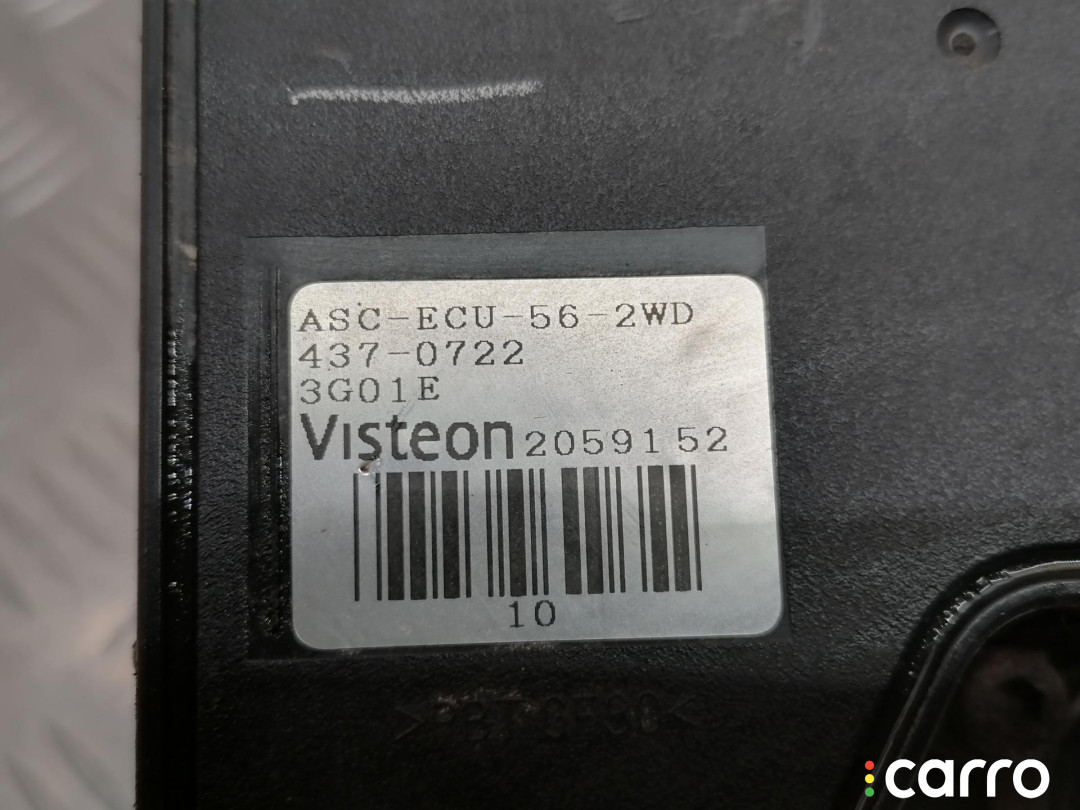 ASC-ECU-56-2WD
437-0722
3G01E
Visteon 2059152
10
carro